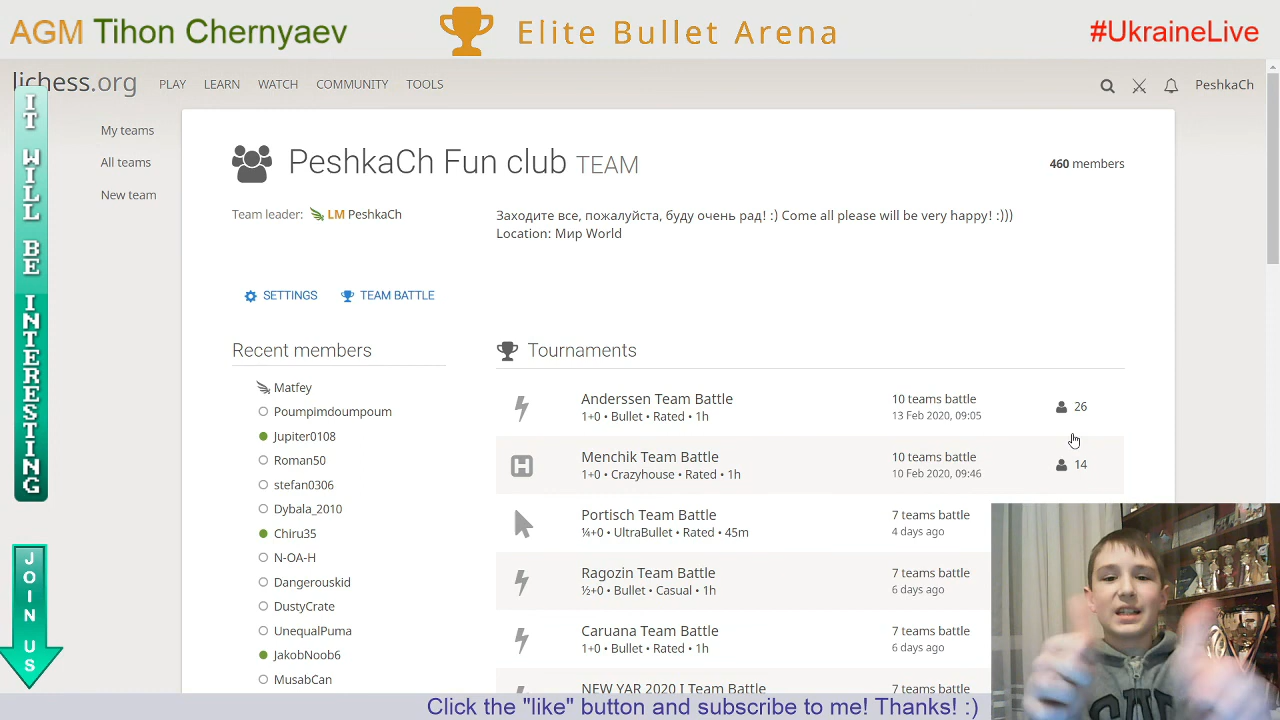 AGM Tihon Chernyaev
Elite Bullet Arena
#UkraineLive
lichess.org
PLAY LEARN WATCH COMMUNITY TOOLS
PeshkaCh
IT WILL BE INTERESTING
JOIN US
My teams
All teams
New team
PeshkaCh Fun club TEAM
460 members
Team leader: LM PeshkaCh
Заходите все, пожалуйста, буду очень рад! :) Come all please will be very happy! :)))
Location: Мир World
SETTINGS TEAM BATTLE
Recent members
Matfey
Poumpimdoumpoum
Jupiter0108
Roman50
stefan0306
Dybala_2010
Chiru35
N-OA-H
Dangerouskid
DustyCrate
UnequalPuma
JakobNoob6
MusabCan
Tournaments
Anderssen Team Battle
1+0 • Bullet • Rated • 1h
10 teams battle
13 Feb 2020, 09:05
26
Menchik Team Battle
1+0 • Crazyhouse • Rated • 1h
10 teams battle
10 Feb 2020, 09:46
14
Portisch Team Battle
¼+0 • UltraBullet • Rated • 45m
7 teams battle
4 days ago
Ragozin Team Battle
½+0 • Bullet • Casual • 1h
7 teams battle
6 days ago
Caruana Team Battle
1+0 • Bullet • Rated • 1h
7 teams battle
6 days ago
NEW YAR 2020 I Team Battle
7 teams battle
Click the "like" button and subscribe to me! Thanks! :)